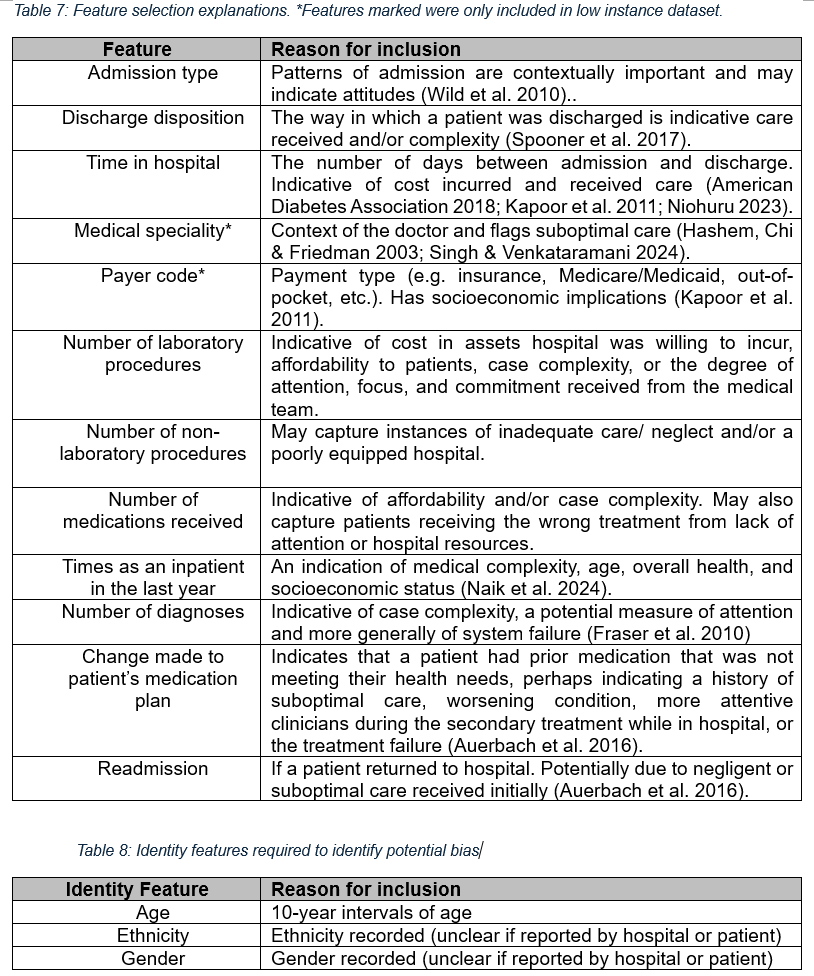 Table 7: Feature selection explanations. *Features marked were only included in low instance dataset.
Feature
Reason for inclusion
Admission type
Patterns of admission are contextually important and may
indicate attitudes (Wild et al. 2010)..
Discharge disposition
The way in which a patient was discharged is indicative care
received and/or complexity (Spooner et al. 2017).
Time in hospital
The number of days between admission and discharge.
Indicative of cost incurred and received care (American
Diabetes Association 2018; Kapoor et al. 2011; Niohuru 2023).
Medical speciality*
Context of the doctor and flags suboptimal care (Hashem, Chi
& Friedman 2003; Singh & Venkataramani 2024).
Payer code*
Payment type (e.g. insurance, Medicare/Medicaid, out-of-
pocket, etc.). Has socioeconomic implications (Kapoor et al.
2011).
Number of laboratory
procedures
Indicative of cost in assets hospital was willing to incur,
affordability to patients, case complexity, or the degree of
attention, focus, and commitment received from the medical
team.
Number of non-
laboratory procedures
May capture instances of inadequate care/ neglect and/or a
poorly equipped hospital.
Number of
medications received
Indicative of affordability and/or case complexity. May also
capture patients receiving the wrong treatment from lack of
attention or hospital resources.
Times as an inpatient
in the last year
An indication of medical complexity, age, overall health, and
socioeconomic status (Naik et al. 2024).
Number of diagnoses
Indicative of case complexity, a potential measure of attention
and more generally of system failure (Fraser et al. 2010)
Change made to
patient's medication
plan
Indicates that a patient had prior medication that was not
meeting their health needs, perhaps indicating a history of
suboptimal care, worsening condition, more attentive
clinicians during the secondary treatment while in hospital, or
the treatment failure (Auerbach et al. 2016).
Readmission
If a patient returned to hospital. Potentially due to negligent or
suboptimal care received initially (Auerbach et al. 2016).
Table 8: Identity features required to identify potential bias
Identity Feature
Reason for inclusion
Age
10-year intervals of age
Ethnicity
Ethnicity recorded (unclear if reported by hospital or patient)
Gender
Gender recorded (unclear if reported by hospital or patient)